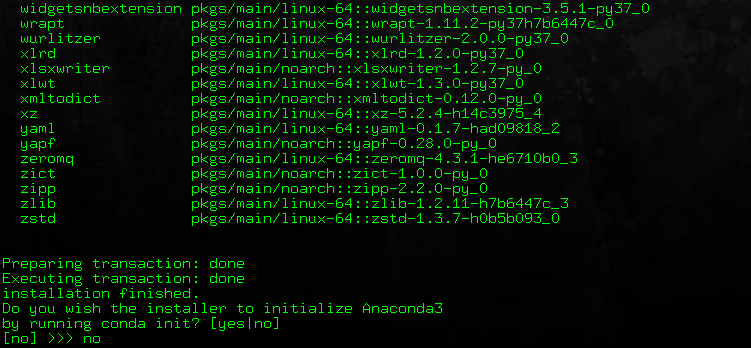 widgetsnbextension pkgs/main/linux-64::widgetsnbextension-3.5.1-py37_0
wrapt pkgs/main/linux-64::wrapt-1.11.2-py37h7b6447c_0
wurlitzer pkgs/main/linux-64::wurlitzer-2.0.0-py37_0
xlrd pkgs/main/linux-64::xlrd-1.2.0-py37_0
xlsxwriter pkgs/main/noarch::xlsxwriter-1.2.7-py_0
xlwt pkgs/main/linux-64::xlwt-1.3.0-py37_0
xmltodict pkgs/main/noarch::xmltodict-0.12.0-py_0
xz pkgs/main/linux-64::xz-5.2.4-h14c3975_4
yaml pkgs/main/linux-64::yaml-0.1.7-had09818_2
yapf pkgs/main/noarch::yapf-0.28.0-py_0
zeromq pkgs/main/linux-64::zeromq-4.3.1-he6710b0_3
zict pkgs/main/noarch::zict-1.0.0-py_0
zipp pkgs/main/noarch::zipp-2.2.0-py_0
zlib pkgs/main/linux-64::zlib-1.2.11-h7b6447c_3
zstd pkgs/main/linux-64::zstd-1.3.7-h0b5b093_0
Preparing transaction: done
Executing transaction: done
installation finished.
Do you wish the installer to initialize Anaconda3
by running conda init? [yes|no]
[no] >>> no